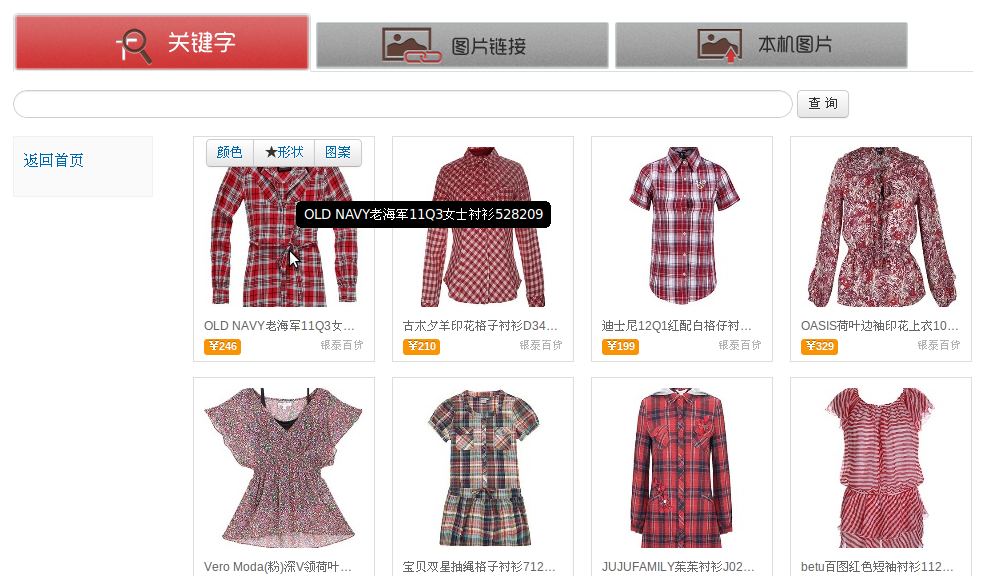 关键字
图片链接
本机图片
查 询
返回首页
颜色 ★形状 图案
OLD NAVY老海军11Q3女士衬衫528209
OLD NAVY老海军11Q3女...
¥246 银泰百货
古木夕羊印花格子衬衫D34...
¥210 银泰百货
迪士尼12Q1红配白格仔衬...
¥199 银泰百货
OASIS荷叶边袖印花上衣10...
¥329 银泰百货
Vero Moda(粉)深V领荷叶...
宝贝双星抽绳格子衬衫712...
JUJUFAMILY茱茱衬衫J02...
betu百图红色短袖衬衫112...